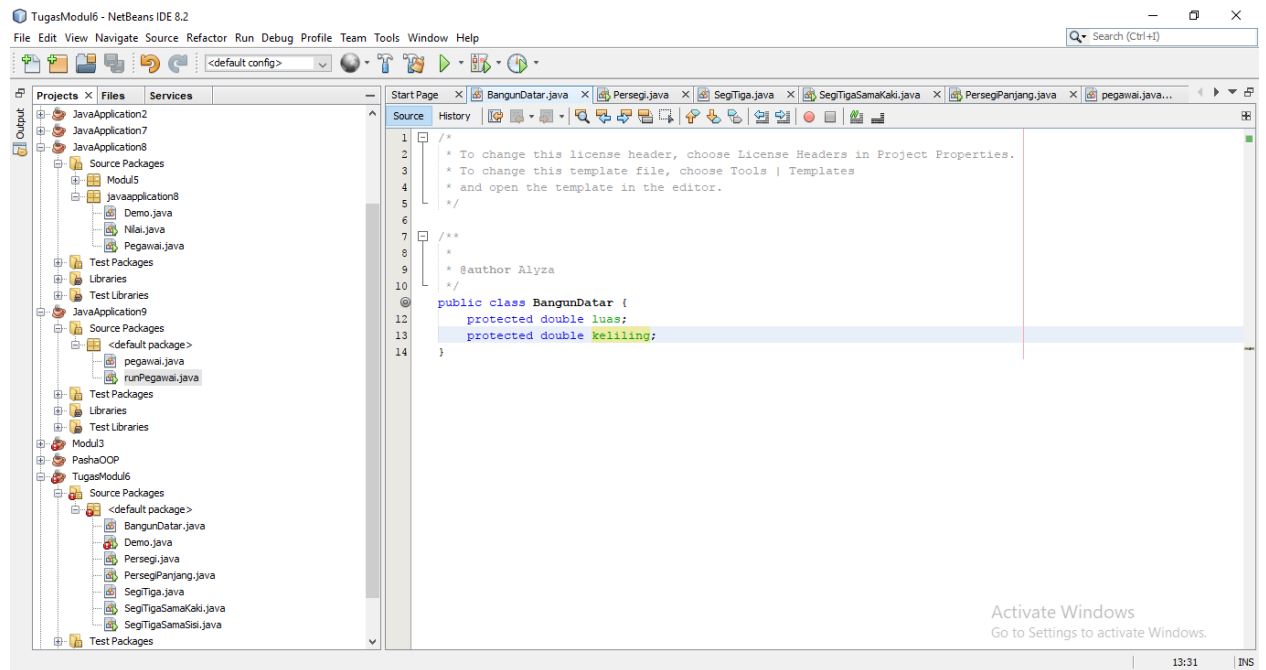 TugasModul6 - NetBeans IDE 8.2
File Edit View Navigate Source Refactor Run Debug Profile Team Tools Window Help
Search (Ctrl+I)
<default config>
Output
Projects Files Services
JavaApplication2
JavaApplication7
JavaApplication8
Source Packages
Modul5
javaapplication8
Demo.java
Nilai.java
Pegawai.java
Test Packages
Libraries
Test Libraries
JavaApplication9
Source Packages
<default package>
pegawai.java
runPegawai.java
Test Packages
Libraries
Test Libraries
Modul3
PashaOOP
TugasModul6
Source Packages
<default package>
BangunDatar.java
Demo.java
Persegi.java
PersegiPanjang.java
SegiTiga.java
SegiTigaSamaKaki.java
SegiTigaSamaSisi.java
Test Packages
Start Page BangunDatar.java Persegi.java SegiTiga.java SegiTigaSamaKaki.java PersegiPanjang.java pegawai.java...
Source History
1 /*
2 * To change this license header, choose License Headers in Project Properties.
3 * To change this template file, choose Tools | Templates
4 * and open the template in the editor.
5 */
6
7 /**
8 *
9 * @author Alyza
10 */
public class BangunDatar {
12 protected double luas;
13 protected double keliling;
14 }
Activate Windows
Go to Settings to activate Windows.
13:31 INS